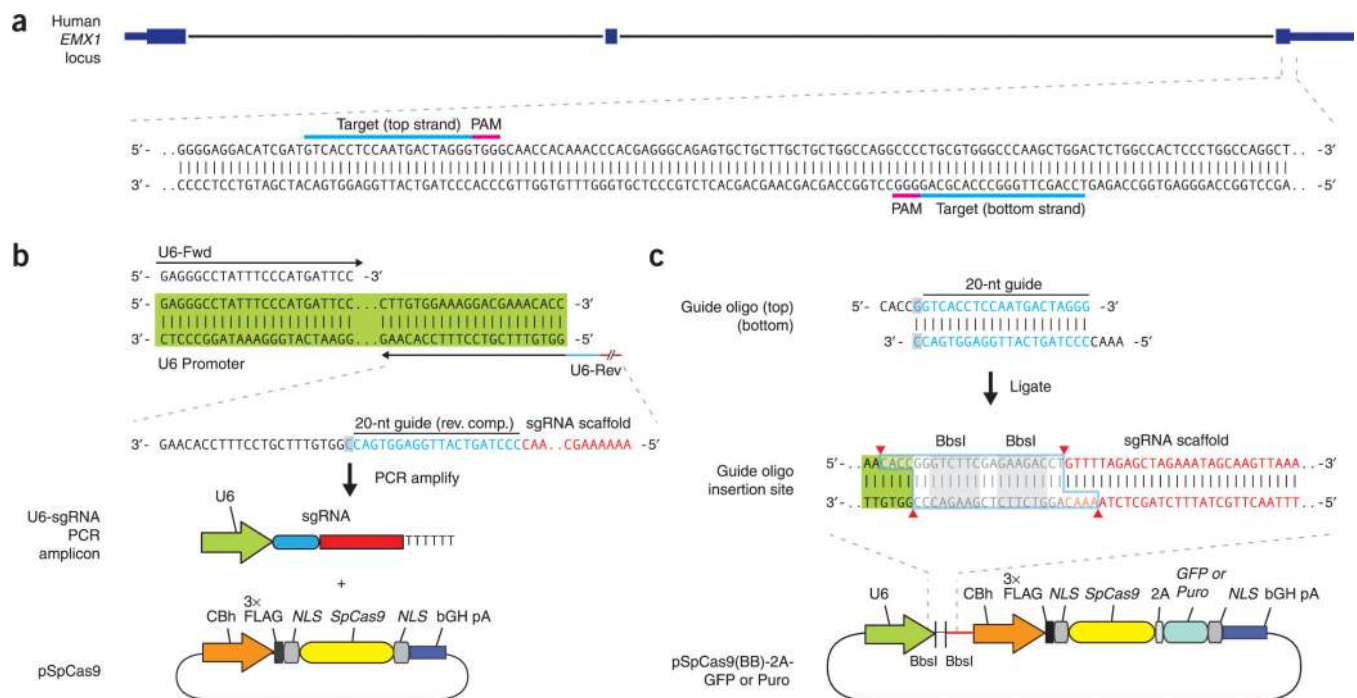 a
Human
EMX1
locus
Target (top strand) PAM
5′- ..GGGGAGGACATCGATGTCACCTCCAATGACTAGGGTGGGCAACCACAAACCCACGAGGGCAGAGTGCTGCTTGCTGCTGGCCAGGCCCCTGCGTGGGCCCAAGCTGGACTCTGGCCACTCCCTGGCCAGGCT.. -3′
3′- ..CCCCTCCTGTAGCTACAGTGGAGGTTACTGATCCCACCCGTTGGTGTTTGGGTGCTCCCGTCTCACGACGAACGACGACCGGTCCGGGGACGCACCCGGGTTCGACCTGAGACCGGTGAGGGACCGGTCCGA.. -5′
PAM Target (bottom strand)
b
U6-Fwd
5′- GAGGGCCTATTTCCCATGATTCC -3′
5′- GAGGGCCTATTTCCCATGATTCC...CTTGTGGAAAGGACGAAACACC -3′
3′- CTCCCGGATAAAGGGTACTAAGG...GAACACCTTTCCTGCTTTGTGG -5′
U6 Promoter
U6-Rev
20-nt guide (rev. comp.) sgRNA scaffold
3′- GAACACCTTTCCTGCTTTGTGGCCAGTGGAGGTTACTGATCCCCAA..CGAAAAAAA -5′
PCR amplify
U6
sgRNA
U6-sgRNA
PCR
amplicon
TTTTTT
+
CBh 3× FLAG NLS SpCas9 NLS bGH pA
pSpCas9
c
20-nt guide
Guide oligo (top) 5′- CACCGGTCACCTCCAATGACTAGGG -3′
(bottom) 3′- CCAGTGGAGGTTACTGATCCCCAAA -5′
Ligate
BbsI BbsI sgRNA scaffold
Guide oligo
insertion site
5′-..AACACCGGGTCTTCGAGAAGACCTGTTTTAGAGCTAGAAATAGCAAGTTAAA..-3′
3′-..TTGTGGCCCAGAAGCTCTTCTGGACAAAATCTCGATCTTTATCGTTCAATTT..-5′
U6 CBh 3× FLAG NLS SpCas9 2A GFP or Puro NLS bGH pA
BbsI BbsI
pSpCas9(BB)-2A-
GFP or Puro